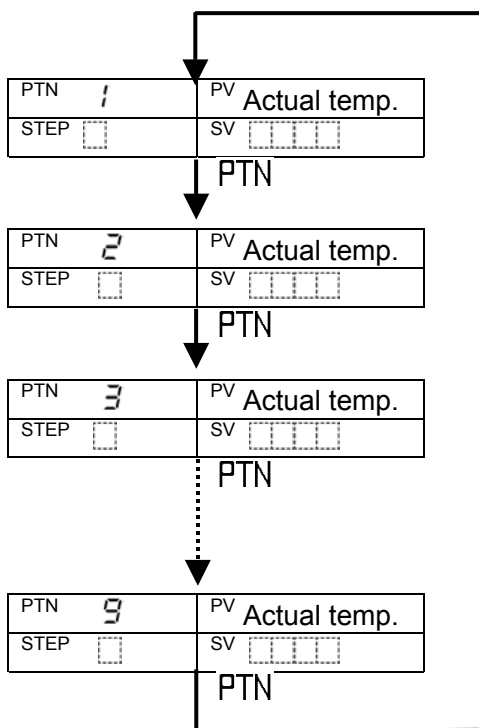 PTN 1 PV Actual temp.
STEP SV
PTN
PTN 2 PV Actual temp.
STEP SV
PTN
PTN 3 PV Actual temp.
STEP SV
PTN
PTN 9 PV Actual temp.
STEP SV
PTN